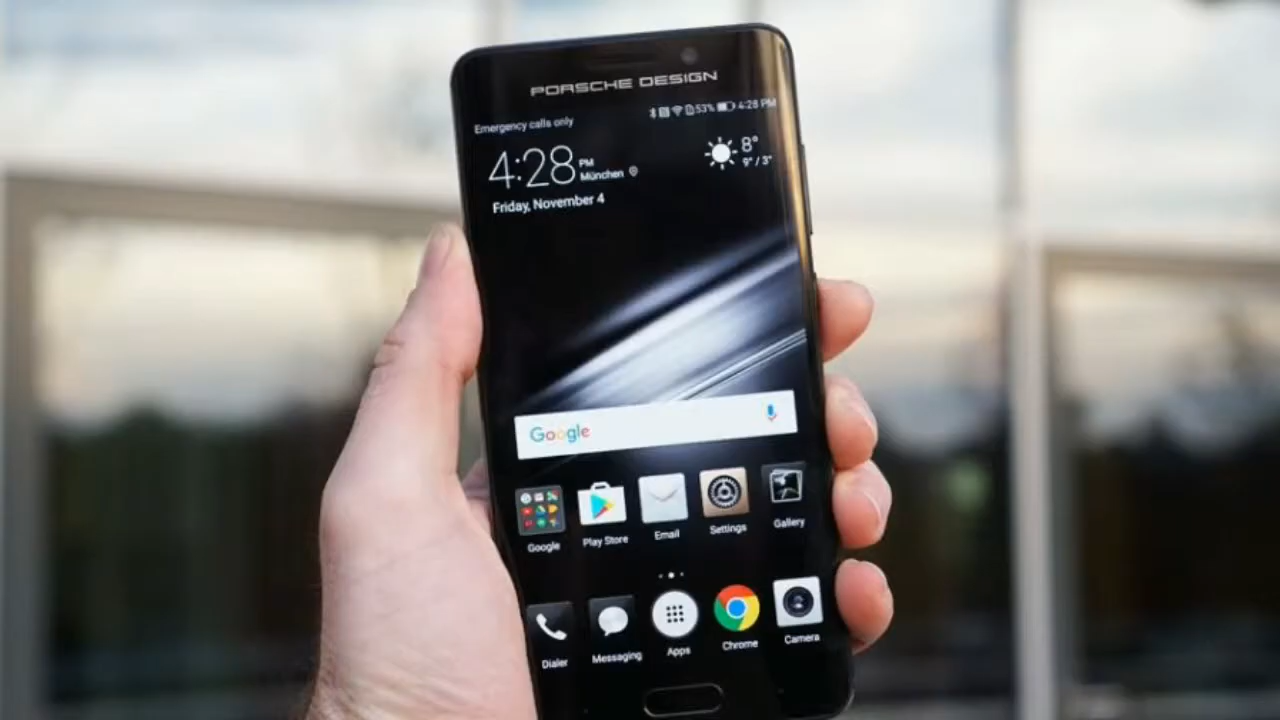 PORSCHE DESIGN
53% 4:28 PM
Emergency calls only
4:28 PM
München
8°
9° / 3°
Friday, November 4
Google
Google
Play Store
Email
Settings
Gallery
Dialer
Messaging
Apps
Chrome
Camera